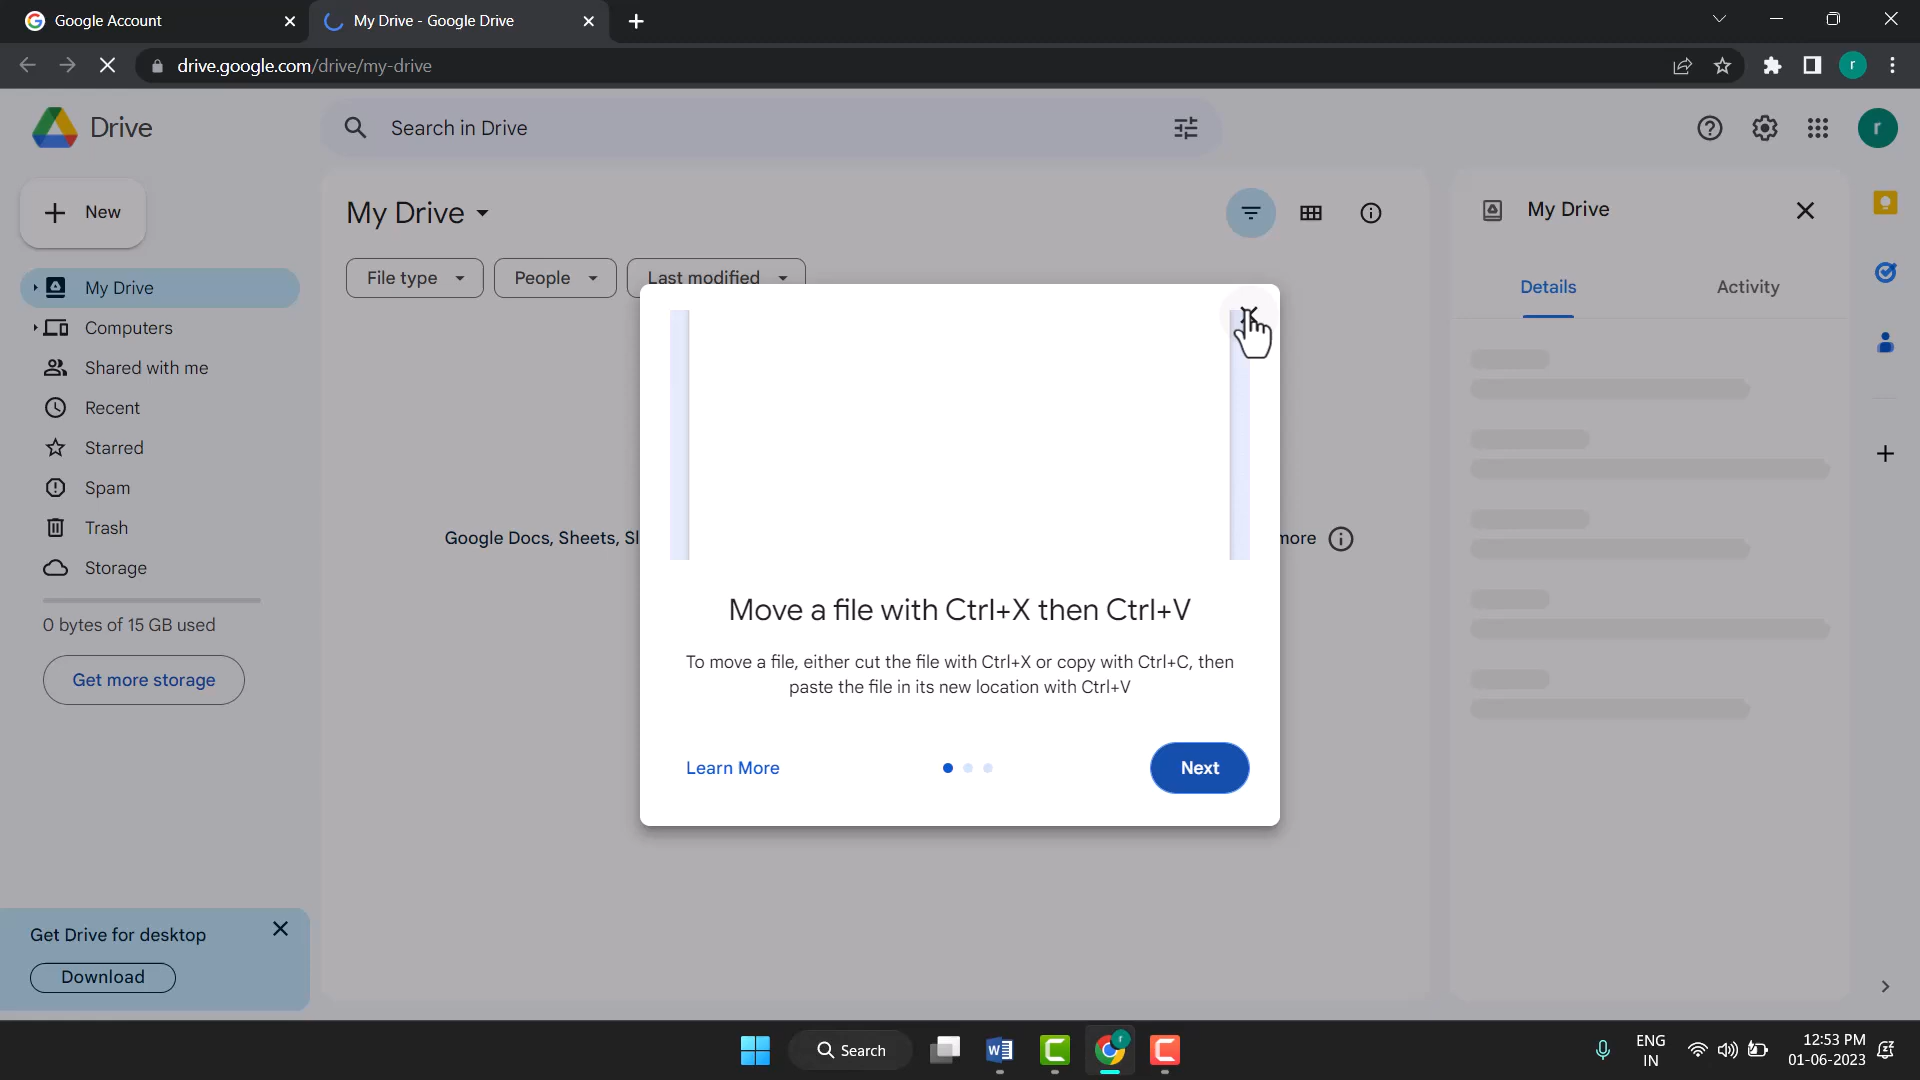 Google Account
My Drive - Google Drive
drive.google.com/drive/my-drive
r
Drive
Search in Drive
r
New
My Drive
My Drive
File type
People
Last modified
Details
Activity
My Drive
Computers
Shared with me
Recent
Starred
Spam
Trash
Storage
0 bytes of 15 GB used
Get more storage
Google Docs, Sheets, Sl
more
Move a file with Ctrl+X then Ctrl+V
To move a file, either cut the file with Ctrl+X or copy with Ctrl+C, then
paste the file in its new location with Ctrl+V
Learn More
Next
Get Drive for desktop
Download
Search
ENG
IN
12:53 PM
01-06-2023